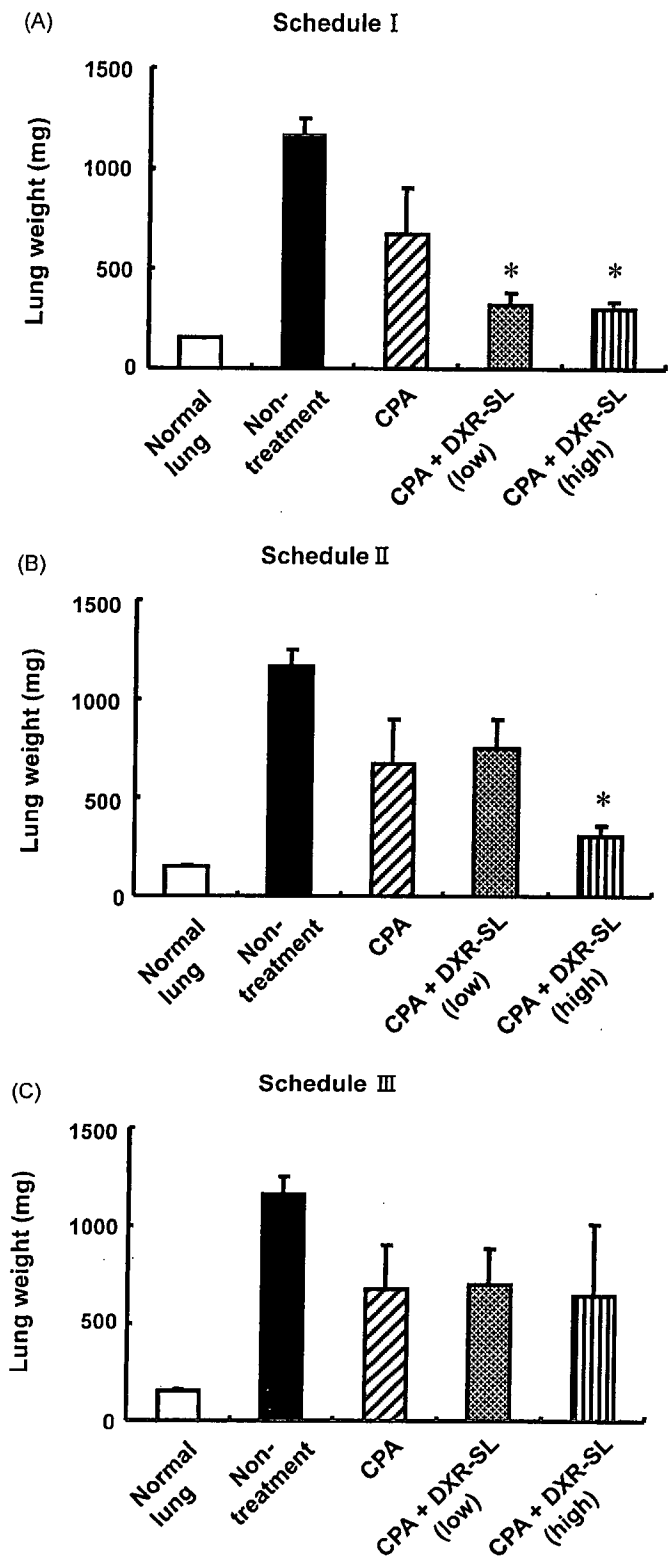 (A)
Schedule I
1500
1000
500
0
Lung weight (mg)
*
*
Normal
lung
Non-
treatment
CPA
CPA + DXR-SL
(low)
CPA + DXR-SL
(high)
(B)
Schedule II
1500
1000
500
0
Lung weight (mg)
*
Normal
lung
Non-
treatment
CPA
CPA + DXR-SL
(low)
CPA + DXR-SL
(high)
(C)
Schedule III
1500
1000
500
0
Lung weight (mg)
Normal
lung
Non-
treatment
CPA
CPA + DXR-SL
(low)
CPA + DXR-SL
(high)